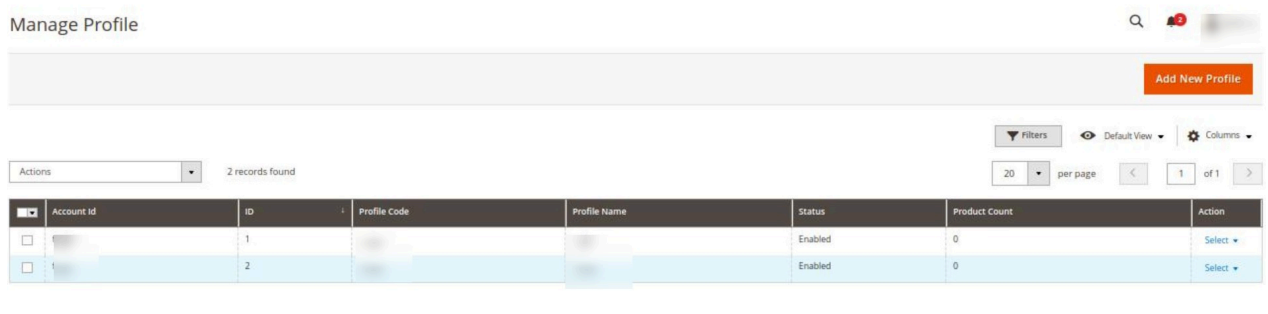 Manage Profile
2
Add New Profile
Filters
Default View
Columns
Actions
2 records found
20
per page
1
of 1
Account Id ID Profile Code Profile Name Status Product Count Action
1 Enabled 0 Select
2 Enabled 0 Select